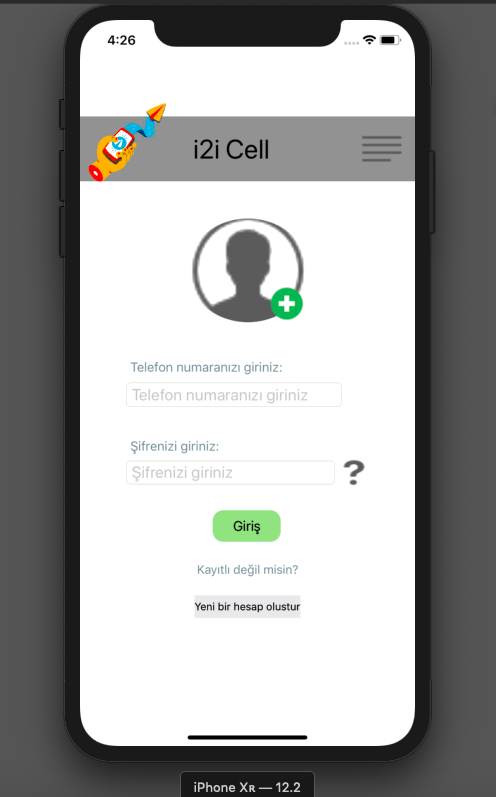 4:26
i2i Cell
Telefon numaranızı giriniz:
Telefon numaranızı giriniz
Şifrenizi giriniz:
Şifrenizi giriniz
?
Giriş
Kayıtlı değil misin?
Yeni bir hesap olustur
iPhone Xʀ — 12.2